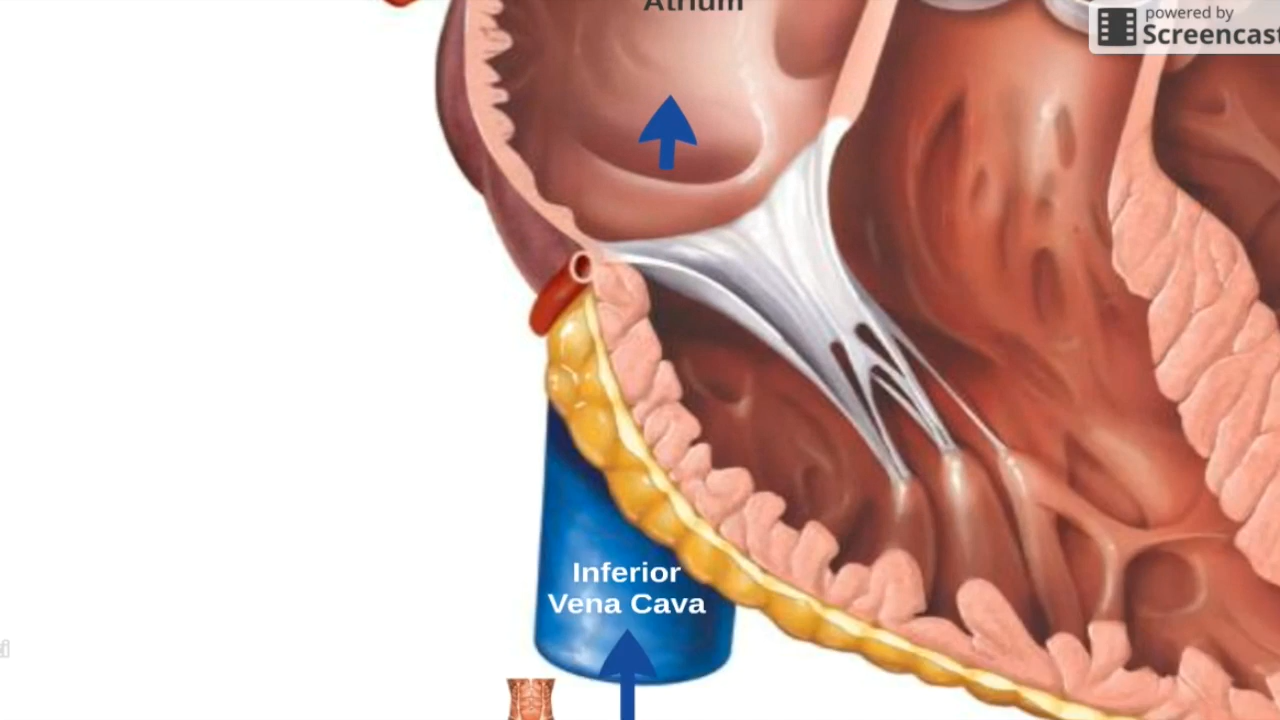 Atrium
powered by
Screencast
Inferior
Vena Cava